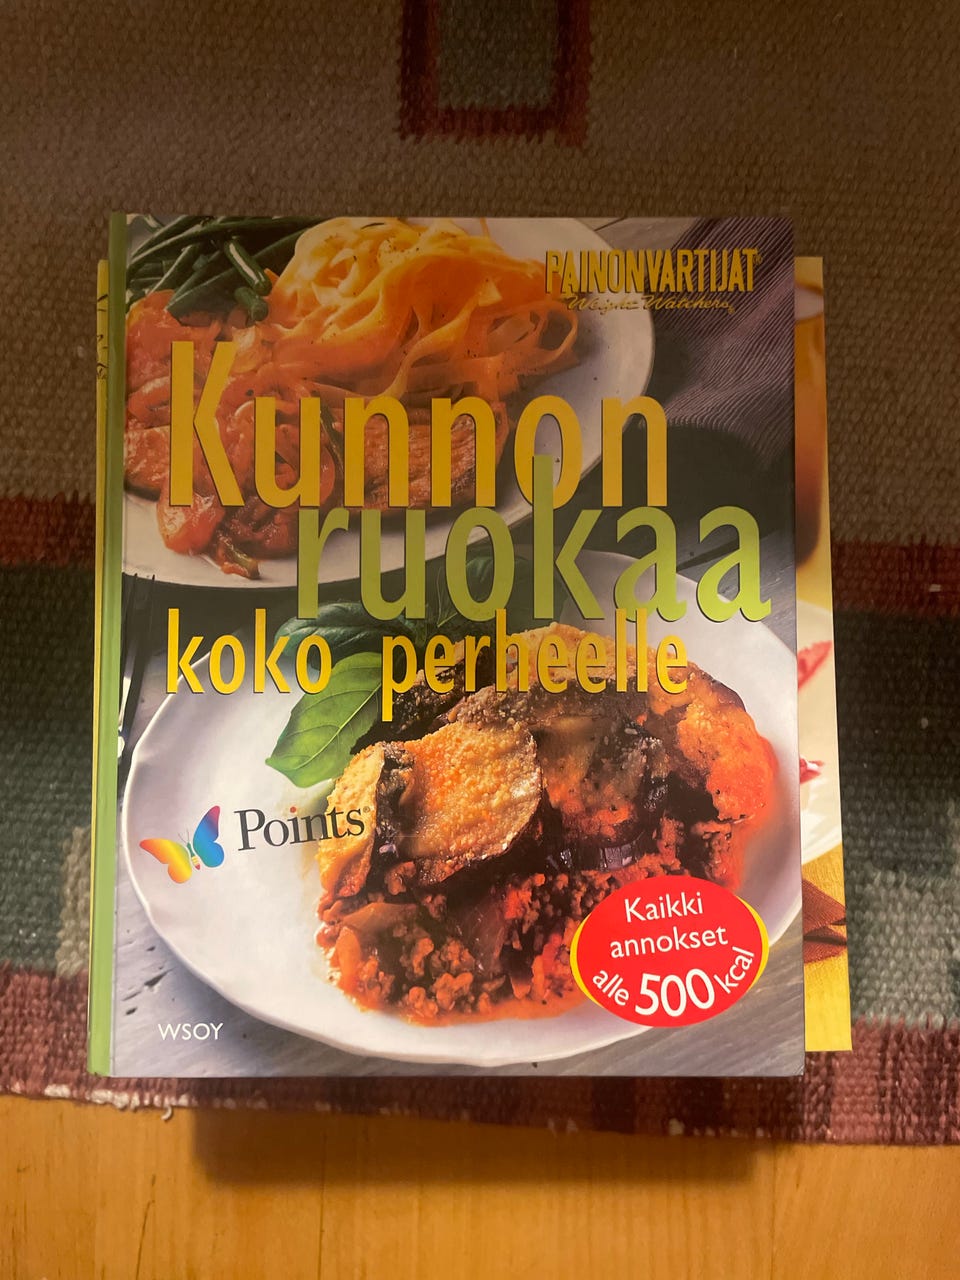 PAINONVARTIJAT®
Weight Watchers®
Kunnon
ruokaa
koko perheelle
Points®
Kaikki
annokset
alle 500 kcal
WSOY